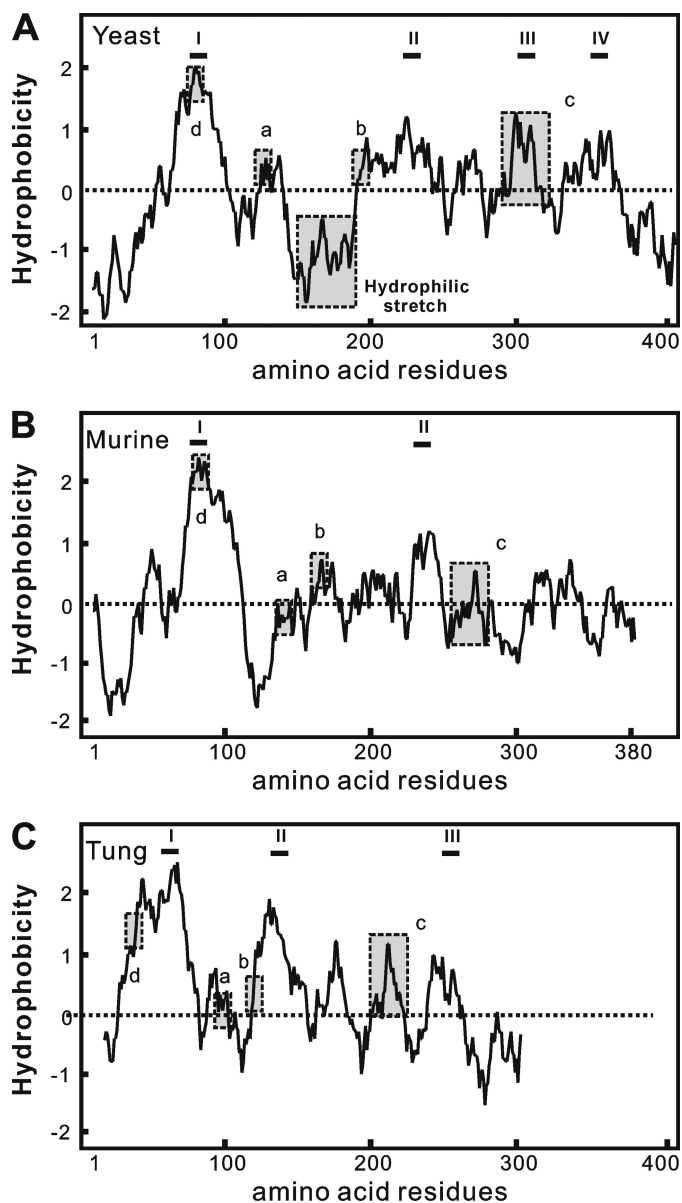 A
Yeast
I
II
III
IV
2
1
0
-1
-2
Hydrophobicity
d
a
b
c
Hydrophilic
stretch
1
100
200
300
400
amino acid residues
B
Murine
I
II
2
1
0
-1
-2
Hydrophobicity
d
a
b
c
1
100
200
300
380
amino acid residues
C
Tung
I
II
III
2
1
0
-1
-2
Hydrophobicity
d
a
b
c
1
100
200
300
400
amino acid residues